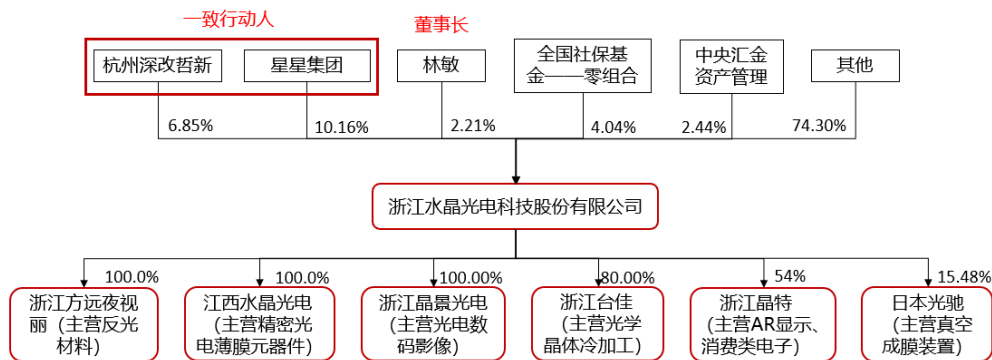 一致行动人
董事长
杭州深改哲新
星星集团
林敏
全国社保基
金——零组合
中央汇金
资产管理
其他
6.85%
10.16%
2.21%
4.04%
2.44%
74.30%
浙江水晶光电科技股份有限公司
100.0%
100.0%
100.00%
80.00%
54%
15.48%
浙江方远夜视
丽（主营反光
材料）
江西水晶光电
（主营精密光
电薄膜元器件）
浙江晶景光电
（主营光电数
码影像）
浙江台佳
（主营光学
晶体冷加工）
浙江晶特
（主营AR显示、
消费类电子）
日本光驰
（主营真空
成膜装置）